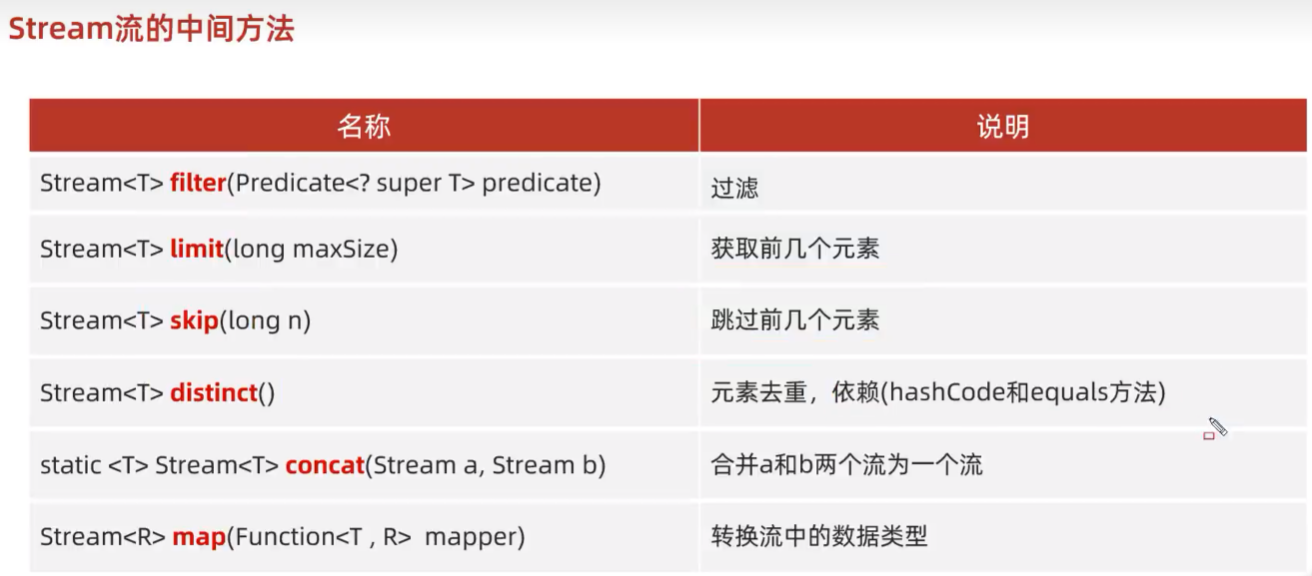 Stream流的中间方法
名称 说明
Stream<T> filter(Predicate<? super T> predicate) 过滤
Stream<T> limit(long maxSize) 获取前几个元素
Stream<T> skip(long n) 跳过前几个元素
Stream<T> distinct() 元素去重，依赖(hashCode和equals方法)
static <T> Stream<T> concat(Stream a, Stream b) 合并a和b两个流为一个流
Stream<R> map(Function<T , R>  mapper) 转换流中的数据类型